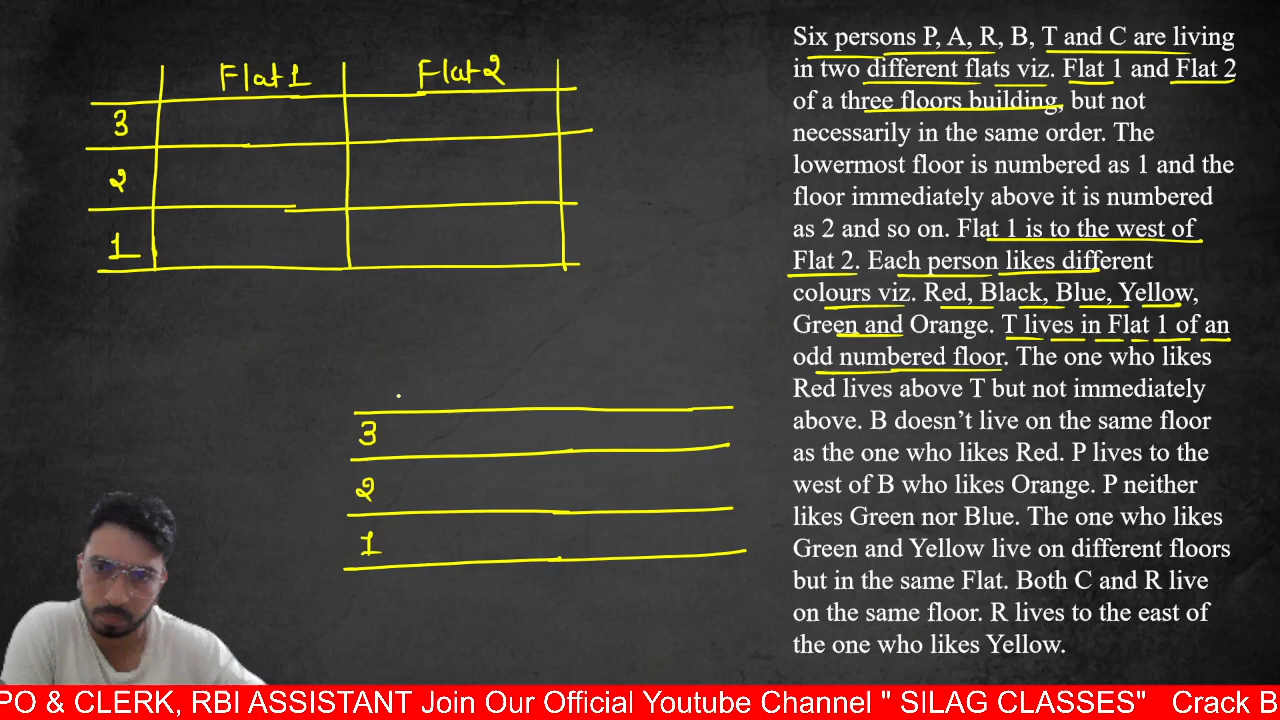 Flat 1 Flat 2
3
2
1
3
2
1
Six persons P, A, R, B, T and C are living
in two different flats viz. Flat 1 and Flat 2
of a three floors building, but not
necessarily in the same order. The
lowermost floor is numbered as 1 and the
floor immediately above it is numbered
as 2 and so on. Flat 1 is to the west of
Flat 2. Each person likes different
colours viz. Red, Black, Blue, Yellow,
Green and Orange. T lives in Flat 1 of an
odd numbered floor. The one who likes
Red lives above T but not immediately
above. B doesn’t live on the same floor
as the one who likes Red. P lives to the
west of B who likes Orange. P neither
likes Green nor Blue. The one who likes
Green and Yellow live on different floors
but in the same Flat. Both C and R live
on the same floor. R lives to the east of
the one who likes Yellow.
PO & CLERK, RBI ASSISTANT Join Our Official Youtube Channel " SILAG CLASSES" Crack B